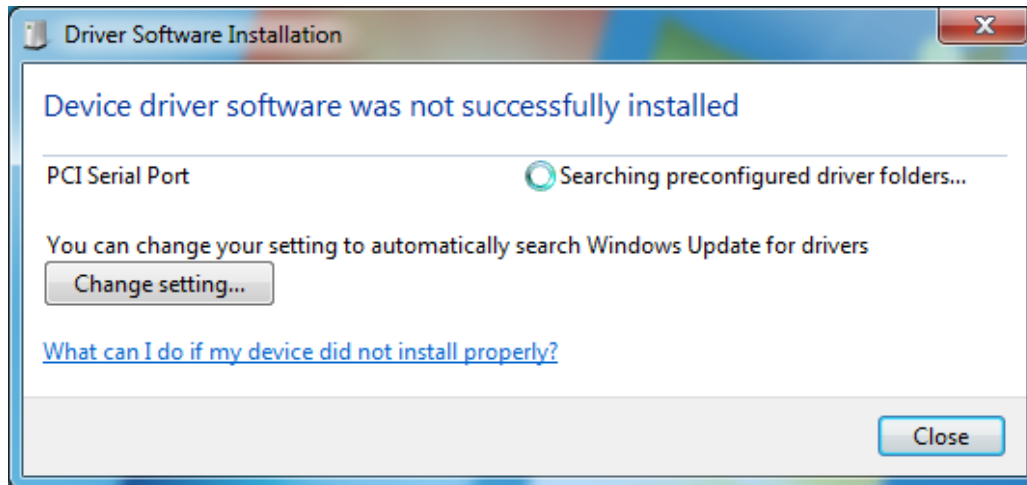 Driver Software Installation
Device driver software was not successfully installed
PCI Serial Port Searching preconfigured driver folders...
You can change your setting to automatically search Windows Update for drivers
Change setting...
What can I do if my device did not install properly?
Close